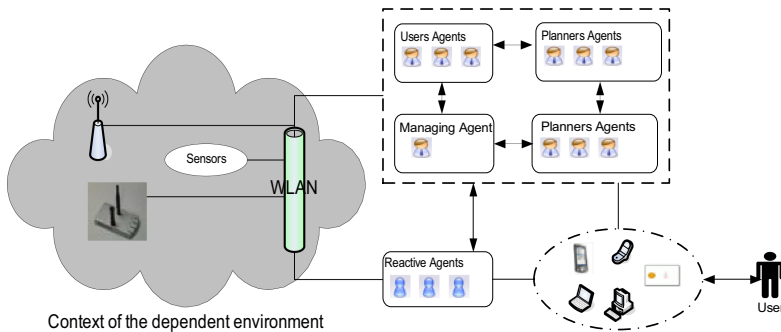 Users Agents
Planners Agents
Managing Agent
Planners Agents
Sensors
WLAN
Reactive Agents
User
Context of the dependent environment